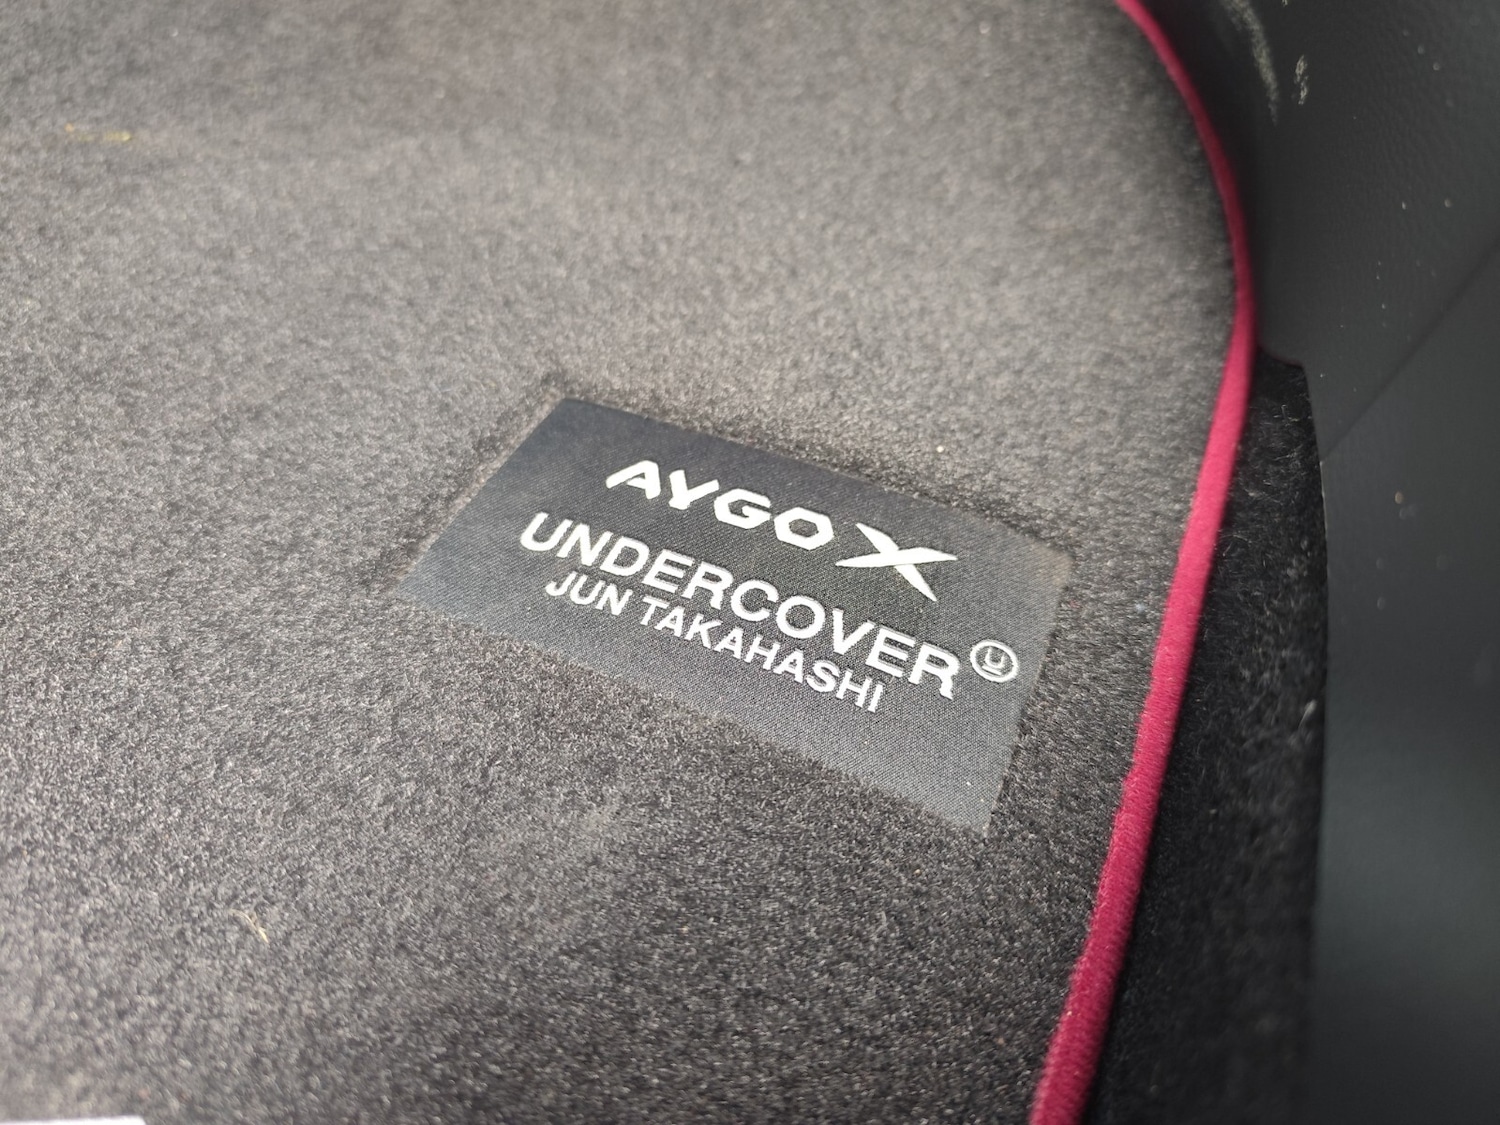 AYGO X
UNDERCOVER Ⓤ
JUN TAKAHASHI